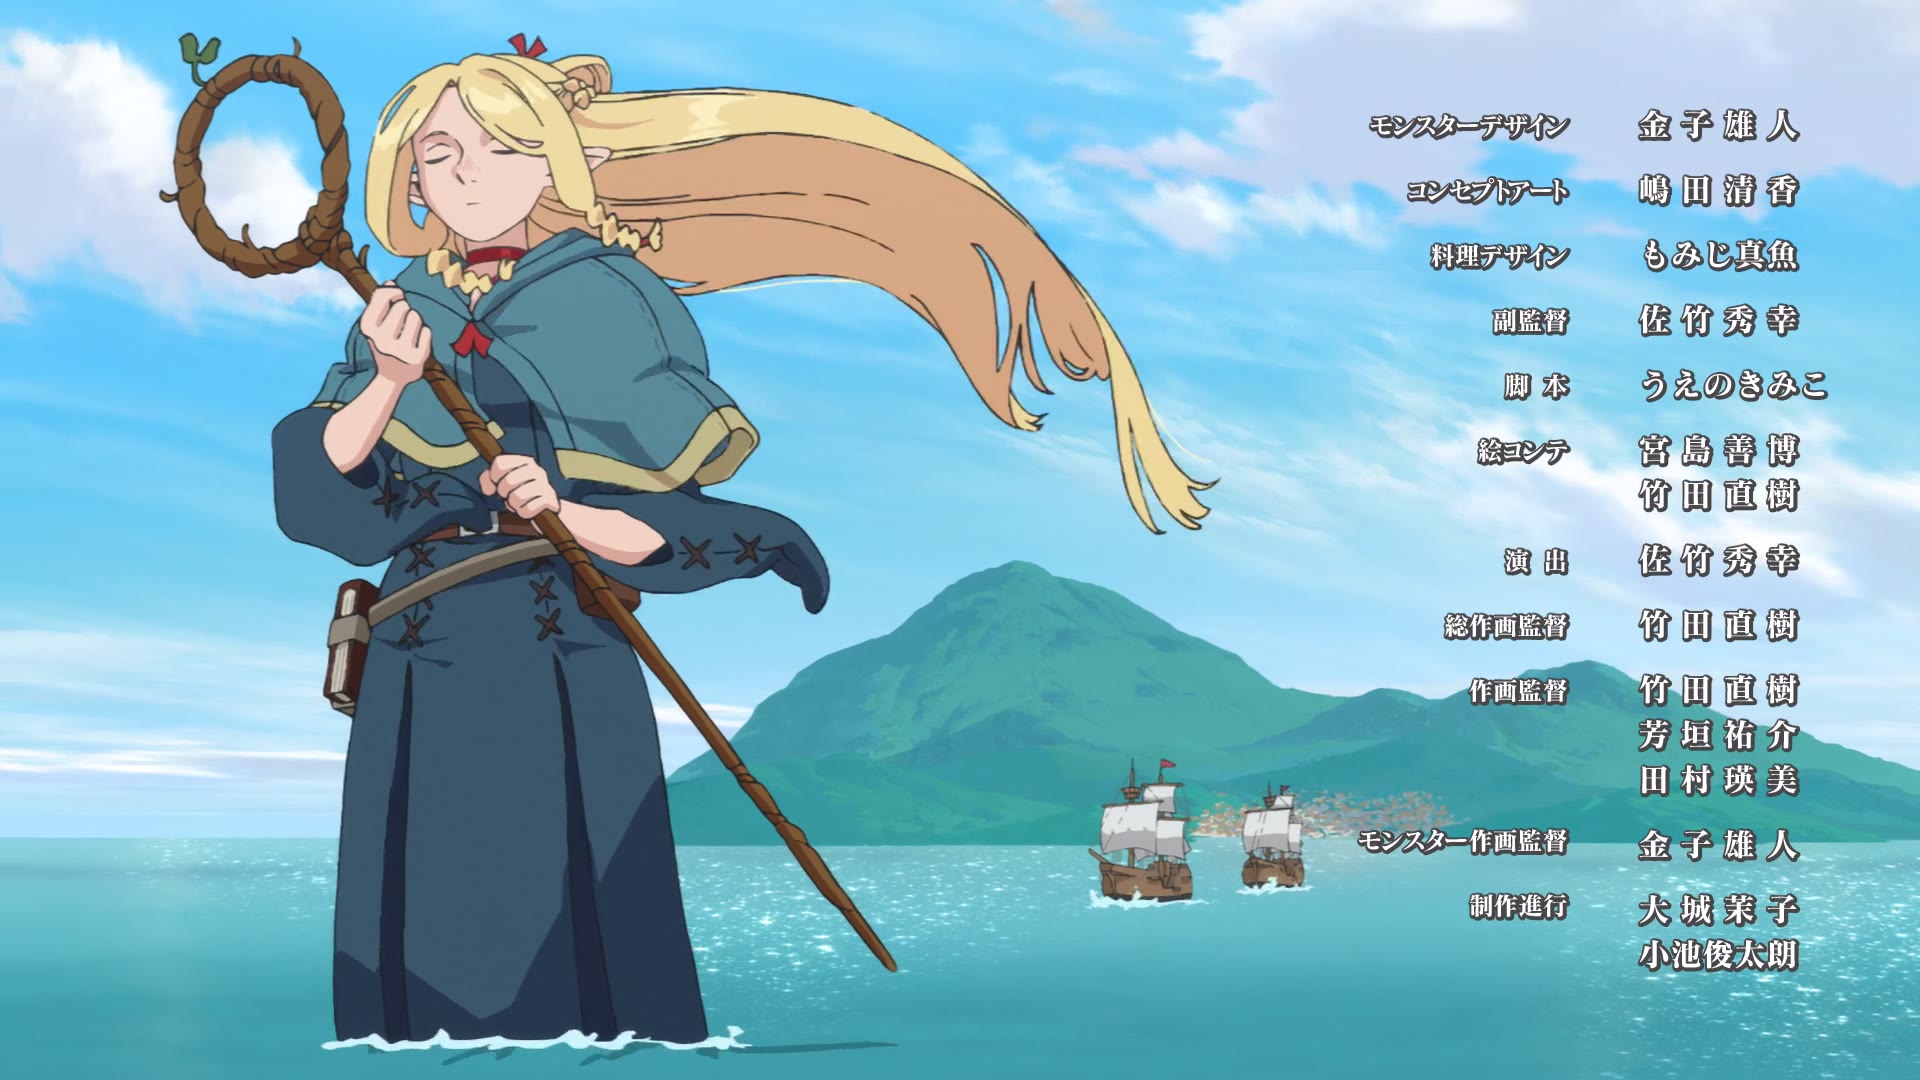 モンスターデザイン 金子雄人
コンセプトアート 嶋田清香
料理デザイン もみじ真魚
副監督 佐竹秀幸
脚本 うえのきみこ
絵コンテ 宮島善博
竹田直樹
演出 佐竹秀幸
総作画監督 竹田直樹
作画監督 竹田直樹
芳垣祐介
田村瑛美
モンスター作画監督 金子雄人
制作進行 大城茉子
小池俊太朗